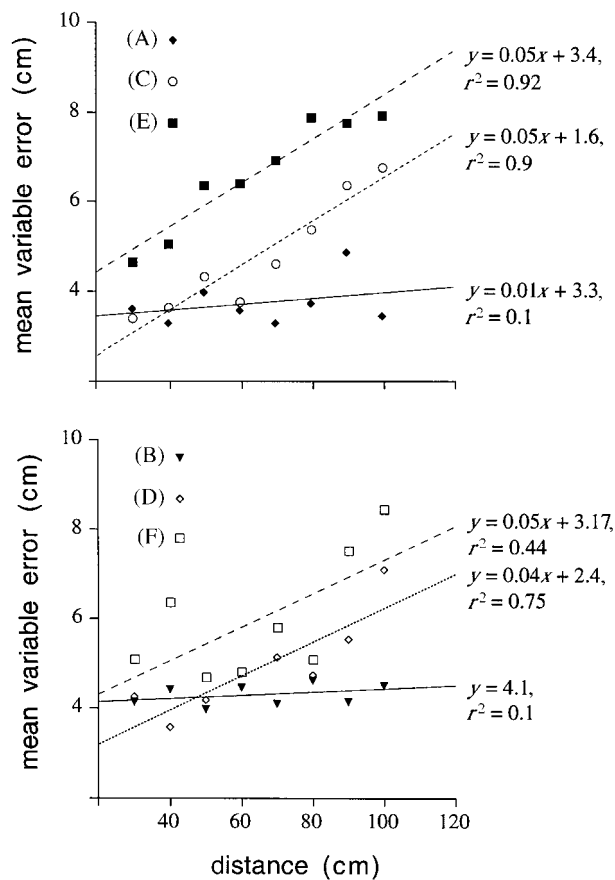 10
8
6
4
mean variable error (cm)
(A) ♦
(C) ○
(E) ■
y = 0.05x + 3.4,
r² = 0.92
y = 0.05x + 1.6,
r² = 0.9
y = 0.01x + 3.3,
r² = 0.1
10
8
6
4
mean variable error (cm)
(B) ▼
(D) ◇
(F) □
y = 0.05x + 3.17,
r² = 0.44
y = 0.04x + 2.4,
r² = 0.75
y = 4.1,
r² = 0.1
40 60 80 100 120
distance (cm)